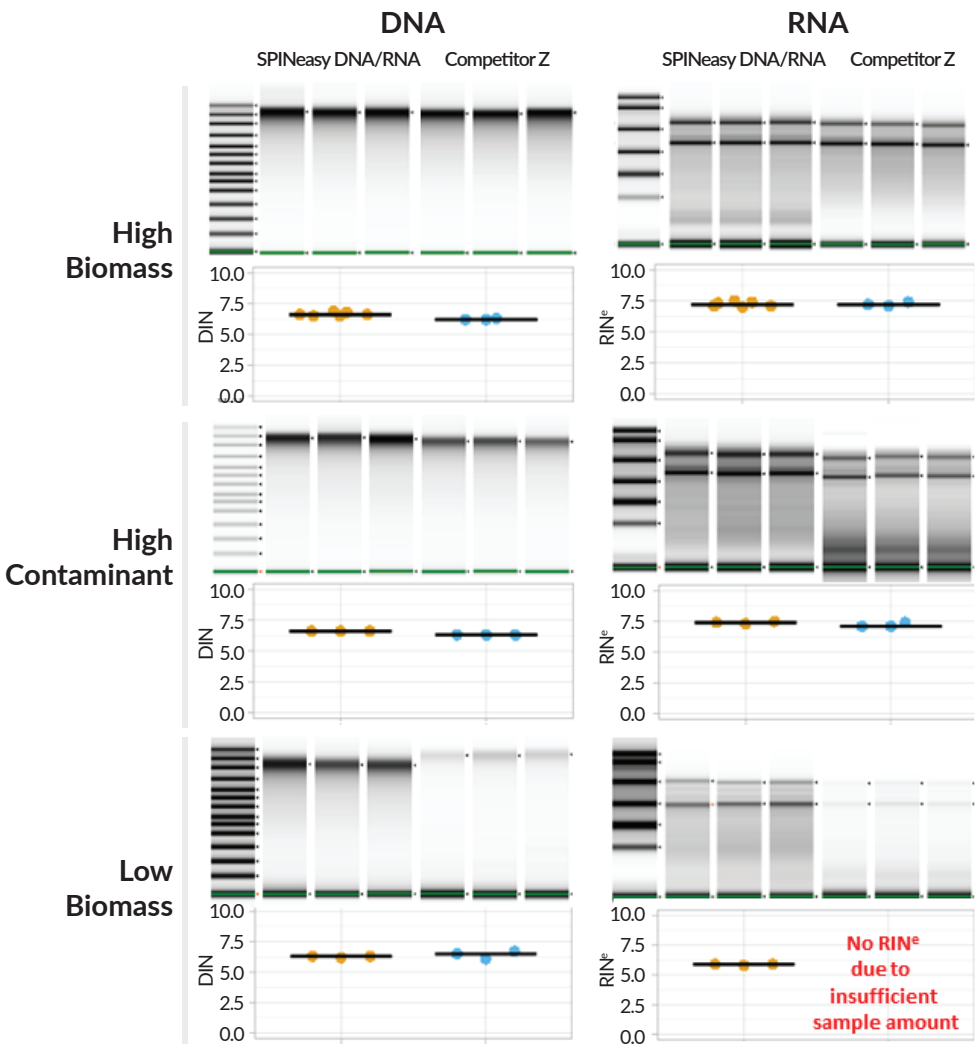 DNA
RNA
SPINeasy DNA/RNA Competitor Z
SPINeasy DNA/RNA Competitor Z
High
Biomass
10.0
7.5
5.0
2.5
0.0
DIN
10.0
7.5
5.0
2.5
0.0
RINᵉ
High
Contaminant
10.0
7.5
5.0
2.5
0.0
DIN
10.0
7.5
5.0
2.5
0.0
RINᵉ
Low
Biomass
10.0
7.5
5.0
2.5
0.0
DIN
10.0
7.5
5.0
2.5
0.0
RINᵉ
No RINᵉ
due to
insufficient
sample amount